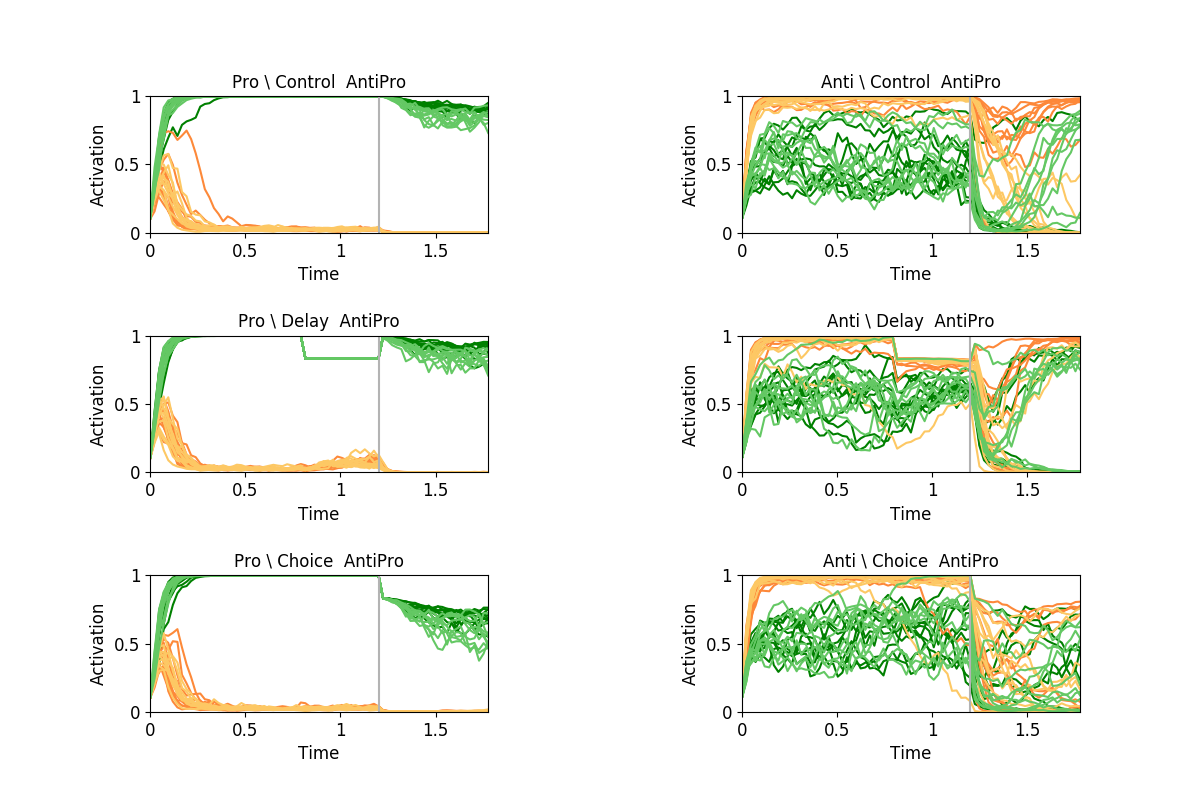 Pro \ Control  AntiPro
Activation
1
0.5
0
0
0.5
1
1.5
Time
Anti \ Control  AntiPro
Activation
1
0.5
0
0
0.5
1
1.5
Time
Pro \ Delay  AntiPro
Activation
1
0.5
0
0
0.5
1
1.5
Time
Anti \ Delay  AntiPro
Activation
1
0.5
0
0
0.5
1
1.5
Time
Pro \ Choice  AntiPro
Activation
1
0.5
0
0
0.5
1
1.5
Time
Anti \ Choice  AntiPro
Activation
1
0.5
0
0
0.5
1
1.5
Time